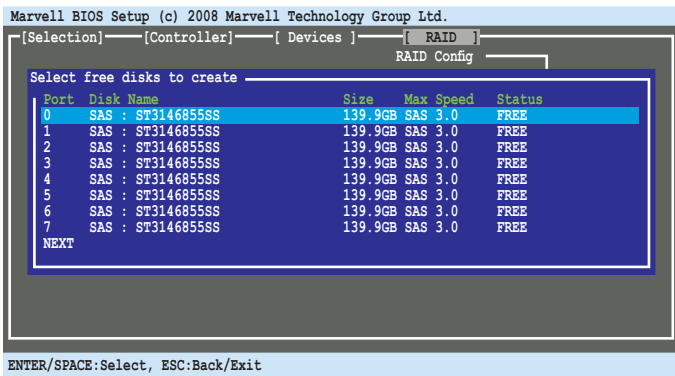 Marvell BIOS Setup (c) 2008 Marvell Technology Group Ltd.
[Selection] [Controller] [ Devices ] [ RAID ]
RAID Config
Select free disks to create
Port Disk Name Size Max Speed Status
0 SAS : ST3146855SS 139.9GB SAS 3.0 FREE
1 SAS : ST3146855SS 139.9GB SAS 3.0 FREE
2 SAS : ST3146855SS 139.9GB SAS 3.0 FREE
3 SAS : ST3146855SS 139.9GB SAS 3.0 FREE
4 SAS : ST3146855SS 139.9GB SAS 3.0 FREE
5 SAS : ST3146855SS 139.9GB SAS 3.0 FREE
6 SAS : ST3146855SS 139.9GB SAS 3.0 FREE
7 SAS : ST3146855SS 139.9GB SAS 3.0 FREE
NEXT
ENTER/SPACE:Select, ESC:Back/Exit